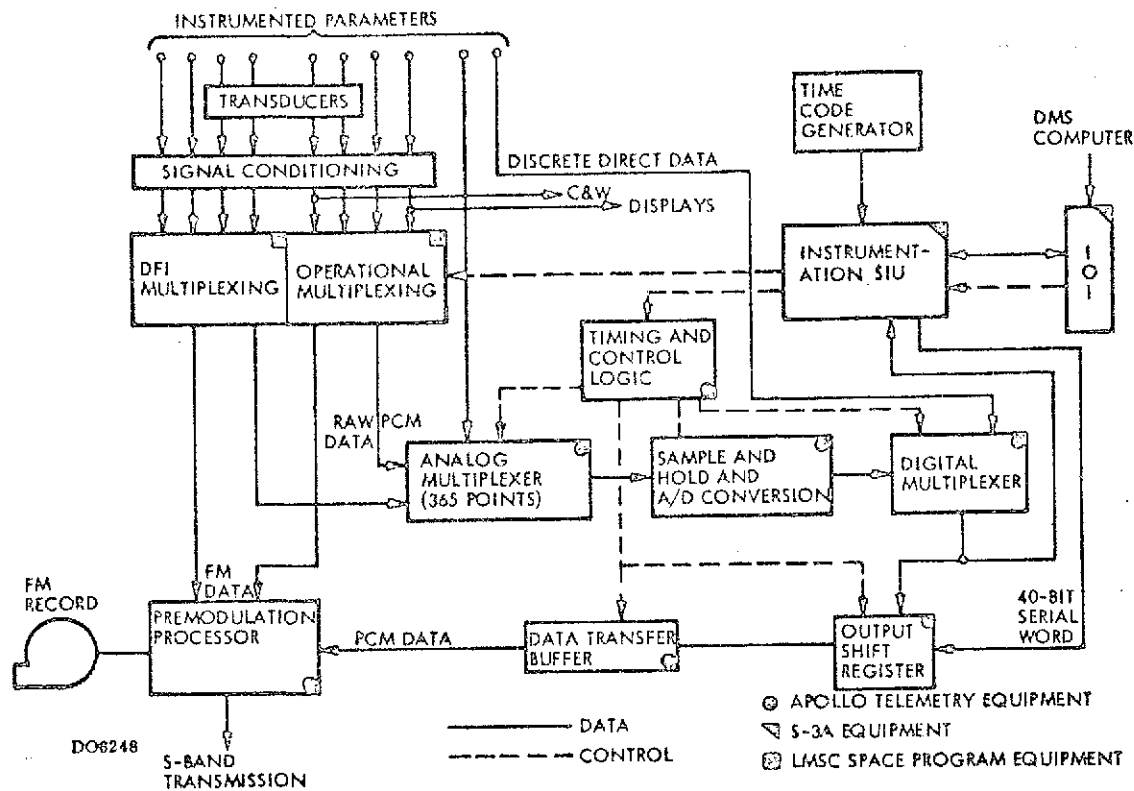 INSTRUMENTED PARAMETERS
TRANSDUCERS
SIGNAL CONDITIONING
DISCRETE DIRECT DATA
C&W
DISPLAYS
TIME
CODE
GENERATOR
DMS
COMPUTER
DFI
MULTIPLEXING
OPERATIONAL
MULTIPLEXING
INSTRUMENT-
ATION SIU
I
O
I
TIMING AND
CONTROL
LOGIC
RAW PCM
DATA
ANALOG
MULTIPLEXER
(365 POINTS)
SAMPLE AND
HOLD AND
A/D CONVERSION
DIGITAL
MULTIPLEXER
FM
RECORD
FM
DATA
PREMODULATION
PROCESSOR
PCM DATA
DATA TRANSFER
BUFFER
OUTPUT
SHIFT
REGISTER
40-BIT
SERIAL
WORD
DATA
CONTROL
APOLLO TELEMETRY EQUIPMENT
S-3A EQUIPMENT
LMSC SPACE PROGRAM EQUIPMENT
DO6248
S-BAND
TRANSMISSION